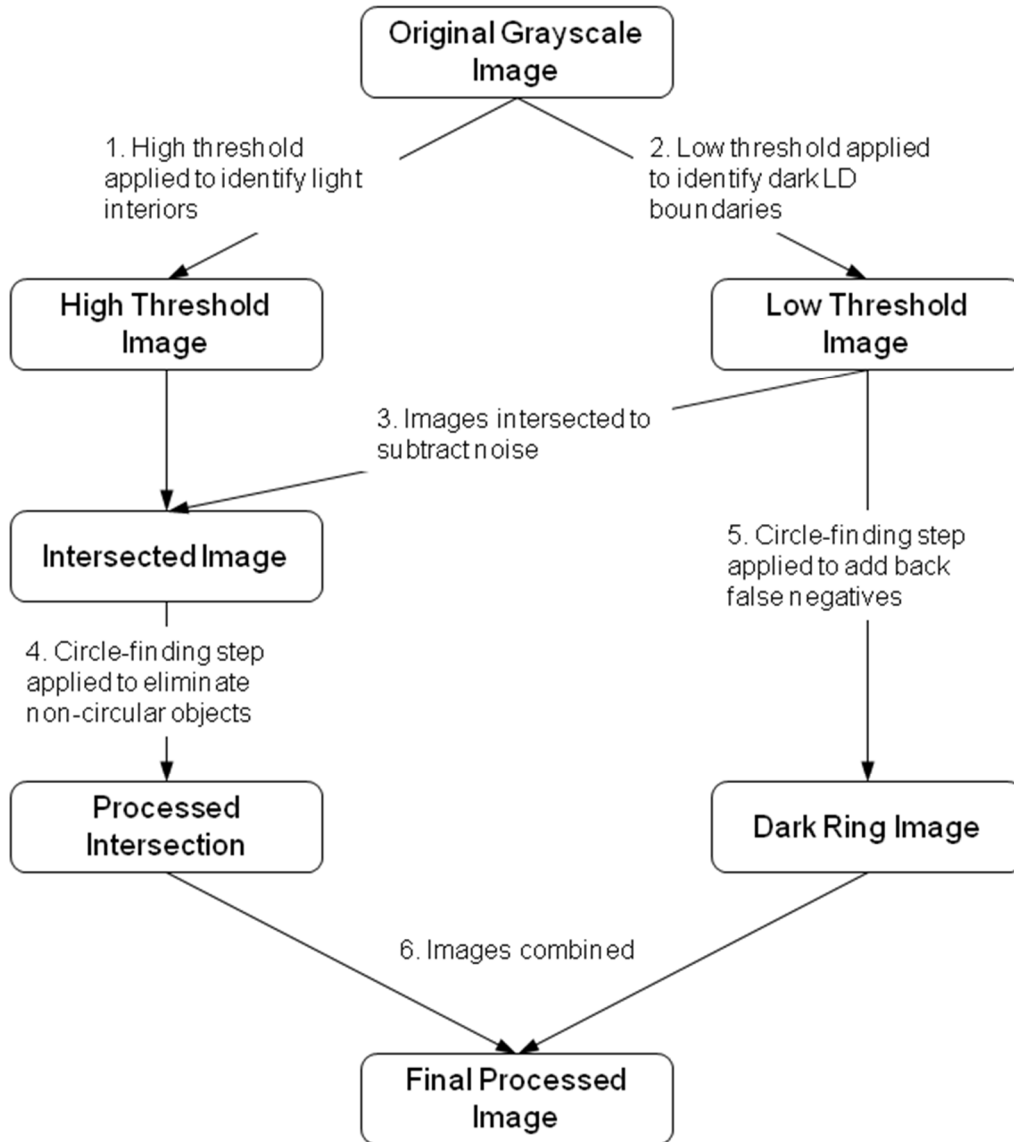 Original Grayscale
Image
1. High threshold
applied to identify light
interiors
2. Low threshold applied
to identify dark LD
boundaries
High Threshold
Image
Low Threshold
Image
3. Images intersected to
subtract noise
Intersected Image
5. Circle-finding step
applied to add back
false negatives
4. Circle-finding step
applied to eliminate
non-circular objects
Processed
Intersection
Dark Ring Image
6. Images combined
Final Processed
Image